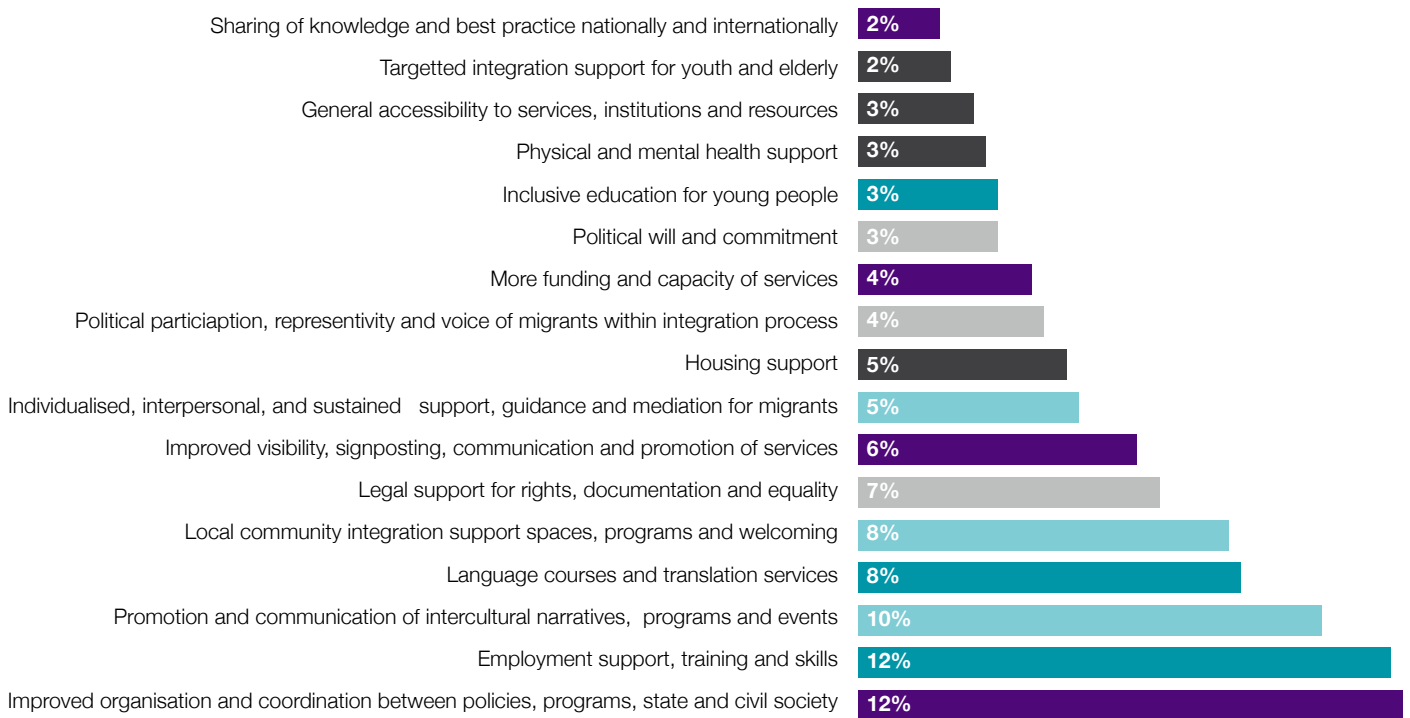 Sharing of knowledge and best practice nationally and internationally 2%
Targetted integration support for youth and elderly 2%
General accessibility to services, institutions and resources 3%
Physical and mental health support 3%
Inclusive education for young people 3%
Political will and commitment 3%
More funding and capacity of services 4%
Political particiaption, representivity and voice of migrants within integration process 4%
Housing support 5%
Individualised, interpersonal, and sustained support, guidance and mediation for migrants 5%
Improved visibility, signposting, communication and promotion of services 6%
Legal support for rights, documentation and equality 7%
Local community integration support spaces, programs and welcoming 8%
Language courses and translation services 8%
Promotion and communication of intercultural narratives, programs and events 10%
Employment support, training and skills 12%
Improved organisation and coordination between policies, programs, state and civil society 12%